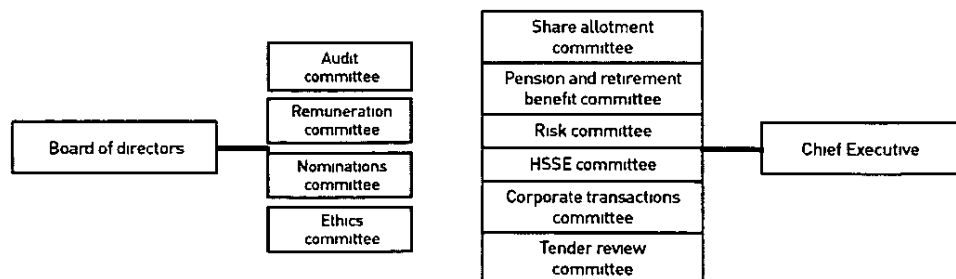 Board of directors
Audit
committee
Remuneration
committee
Nominations
committee
Ethics
committee
Share allotment
committee
Pension and retirement
benefit committee
Risk committee
HSSE committee
Corporate transactions
committee
Tender review
committee
Chief Executive